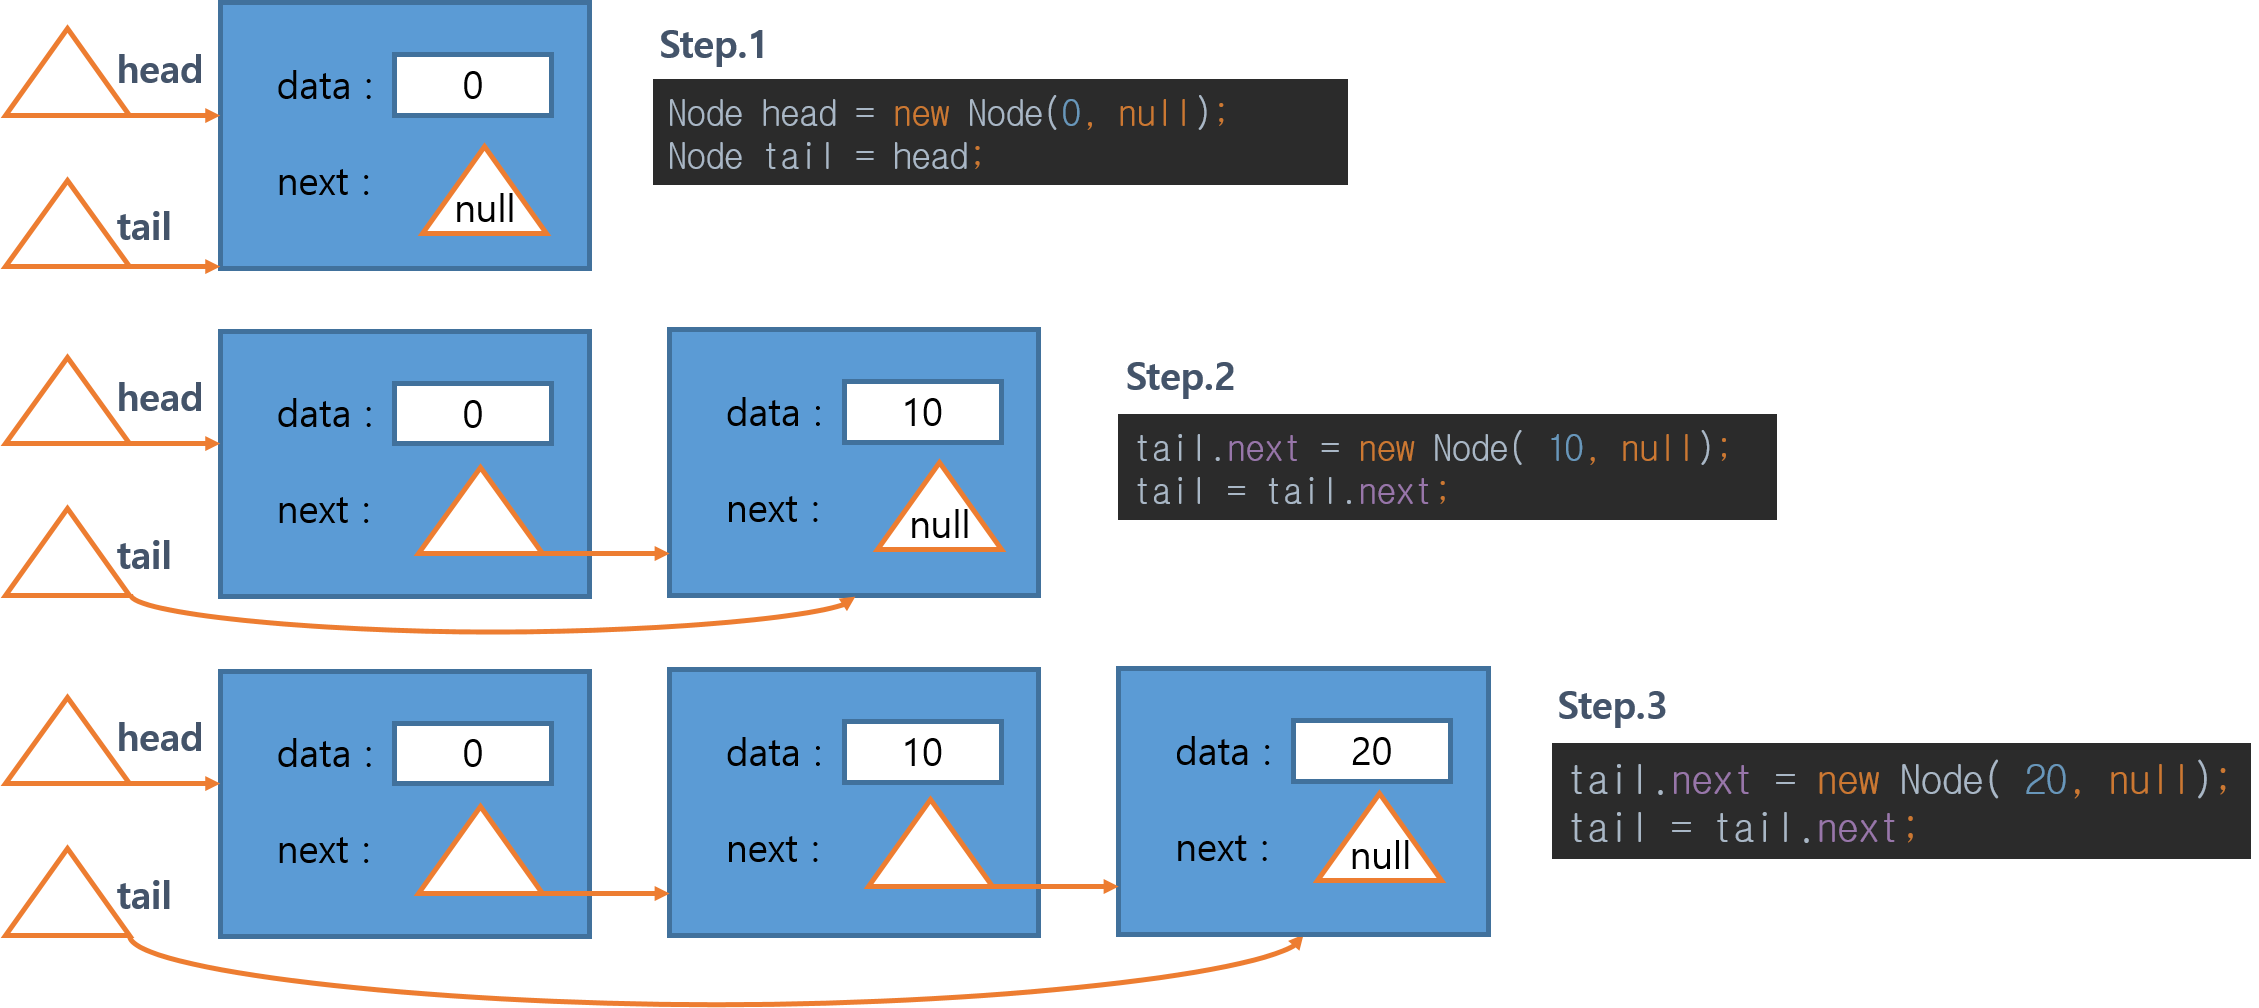 head
data : 0
next : null
tail
Step.1
Node head = new Node(0, null);
Node tail = head;
head
data : 0
next :
tail
data : 10
next : null
Step.2
tail.next = new Node( 10, null);
tail = tail.next;
head
data : 0
next :
tail
data : 10
next :
data : 20
next : null
Step.3
tail.next = new Node( 20, null);
tail = tail.next;